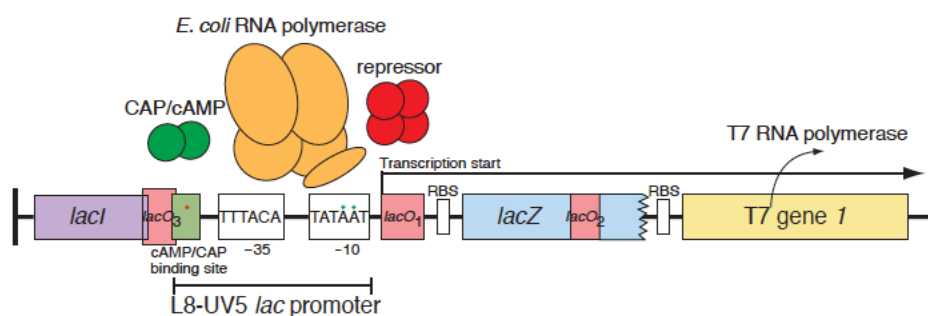 E. coli RNA polymerase
repressor
CAP/cAMP
T7 RNA polymerase
Transcription start
RBS
RBS
lacI
lacO3
*
TTTACA
TATAAT
**
lacO1
lacZ
lacO2
T7 gene 1
cAMP/CAP
binding site
−35
−10
L8-UV5 lac promoter